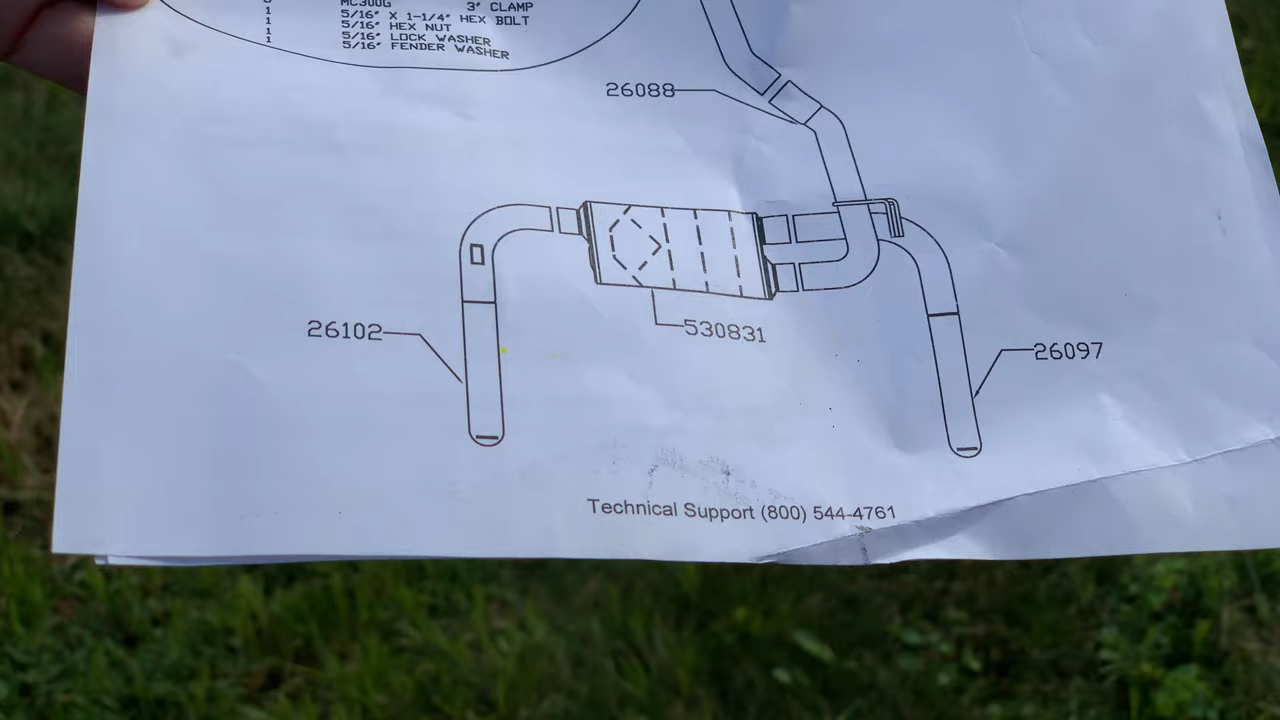 MC300G 3" CLAMP
1 5/16" X 1-1/4" HEX BOLT
1 5/16" HEX NUT
1 5/16" LOCK WASHER
1 5/16" FENDER WASHER
26088
26102
530831
26097
Technical Support (800) 544-4761